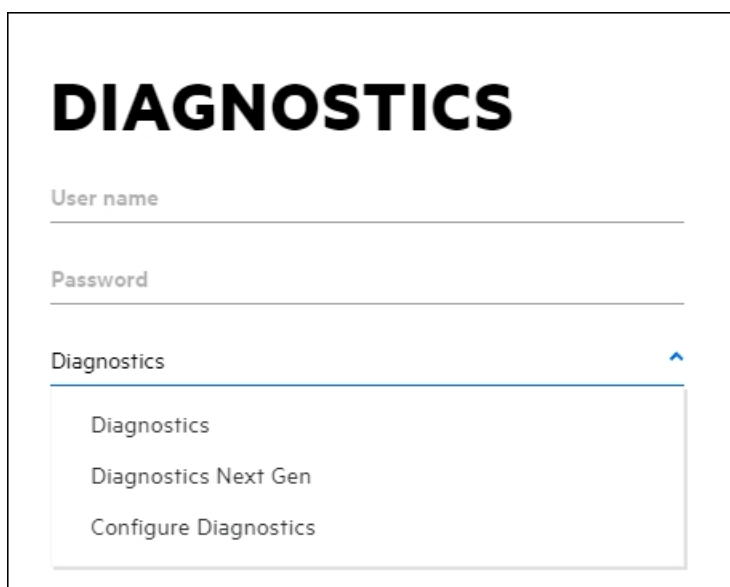 DIAGNOSTICS
User name
Password
Diagnostics
Diagnostics
Diagnostics Next Gen
Configure Diagnostics